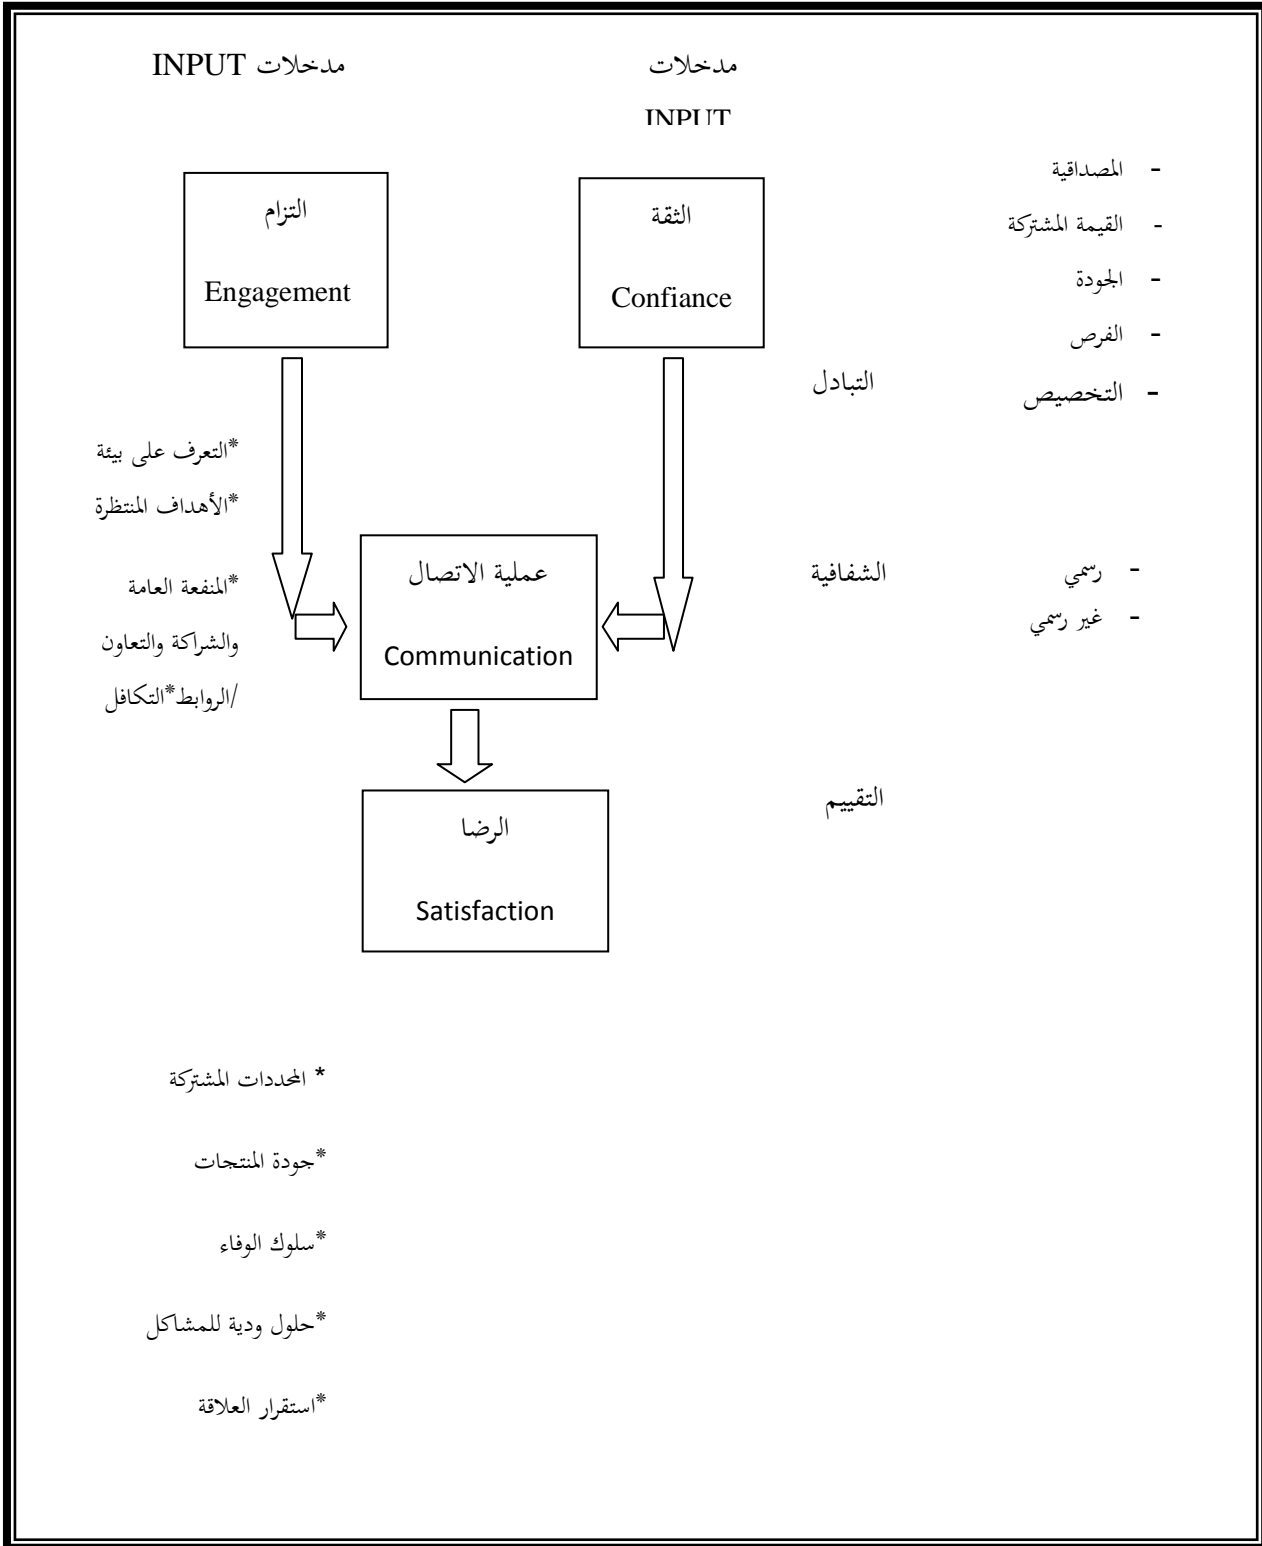 مدخلات
INPUT
مدخلات INPUT
- المصداقية
- القيمة المشتركة
- الجودة
- الفرص
- التخصيص
الثقة
Confiance
التزام
Engagement
التبادل
*التعرف على بيئة
*الأهداف المنتظرة
*المنفعة العامة
والشراكة والتعاون
/الروابط*التكافل
عملية الاتصال
Communication
الشفافية
- رسمي
- غير رسمي
التقييم
الرضا
Satisfaction
* المحددات المشتركة
*جودة المنتجات
*سلوك الوفاء
*حلول ودية للمشاكل
*استقرار العلاقة